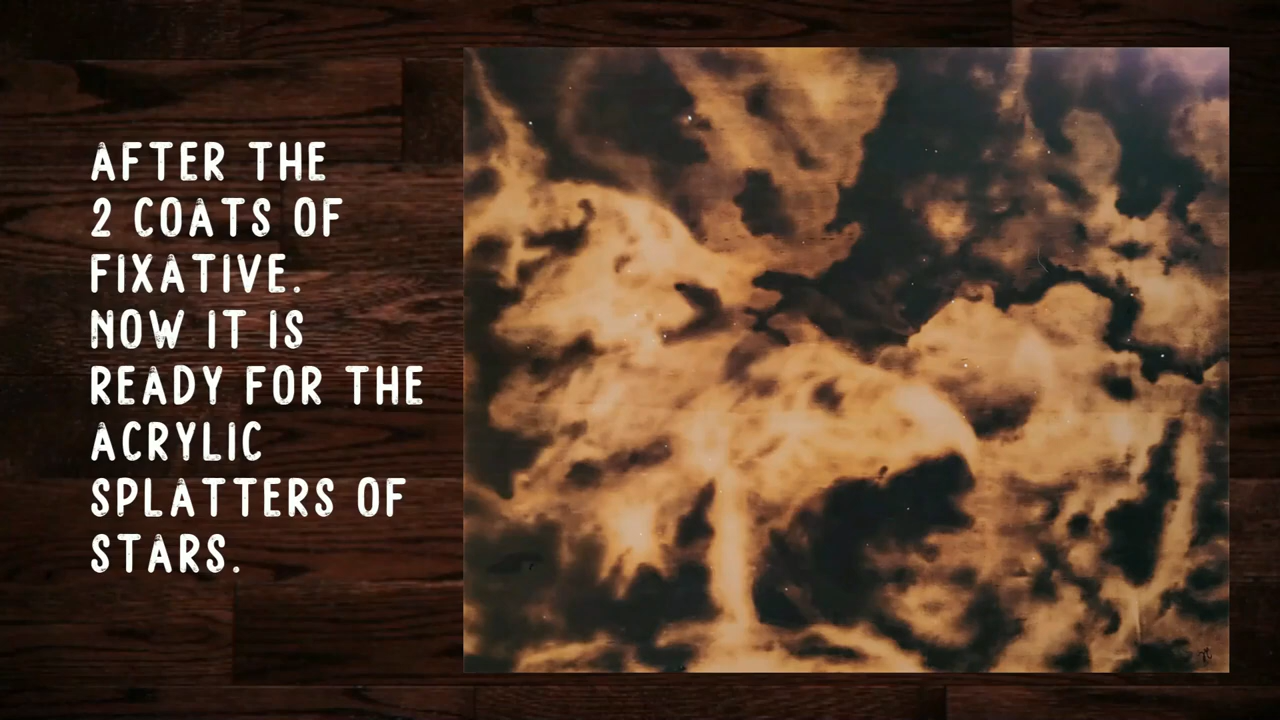 AFTER THE
2 COATS OF
FIXATIVE.
NOW IT IS
READY FOR THE
ACRYLIC
SPLATTERS OF
STARS.